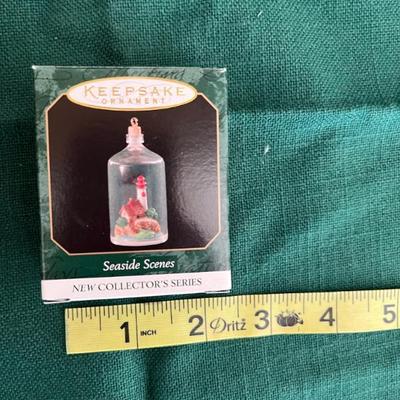 KEEPSAKE
ORNAMENT
Seaside Scenes
NEW COLLECTOR'S SERIES
1 INCH 2 Dritz 3 4 5